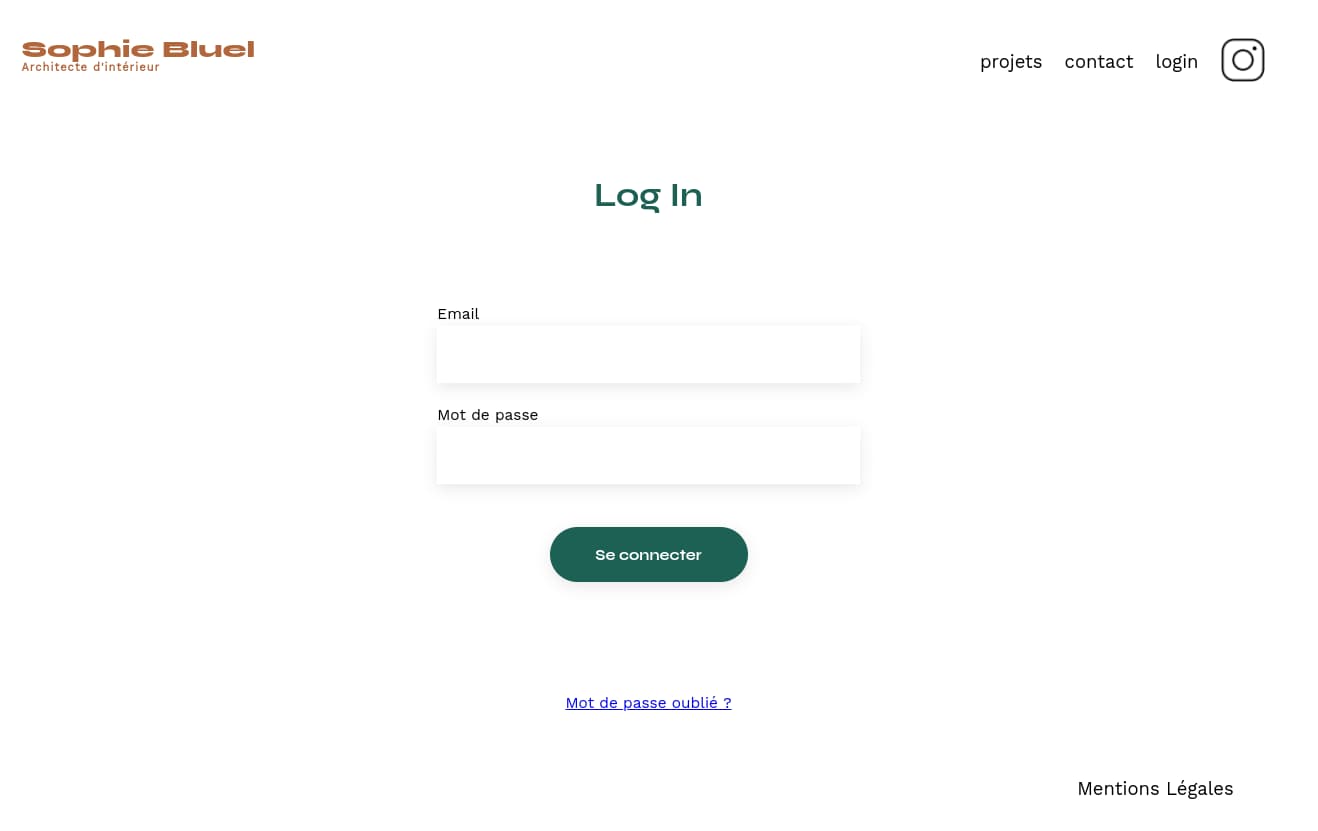 Sophie Bluel
Architecte d'intérieur
projets
contact
login
Log In
Email
Mot de passe
Se connecter
Mot de passe oublié ?
Mentions Légales